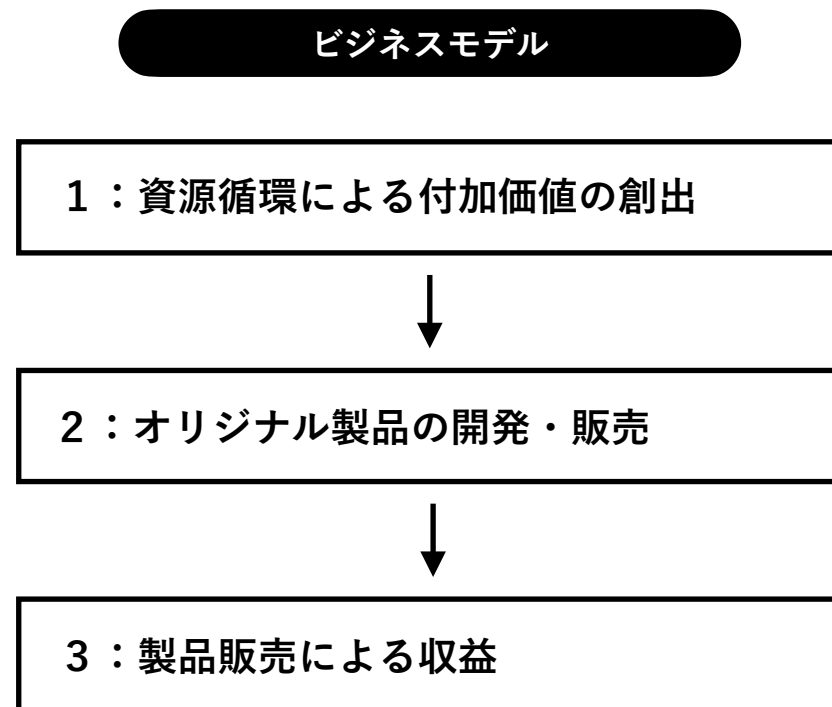 ビジネスモデル
１：資源循環による付加価値の創出
２：オリジナル製品の開発・販売
３：製品販売による収益